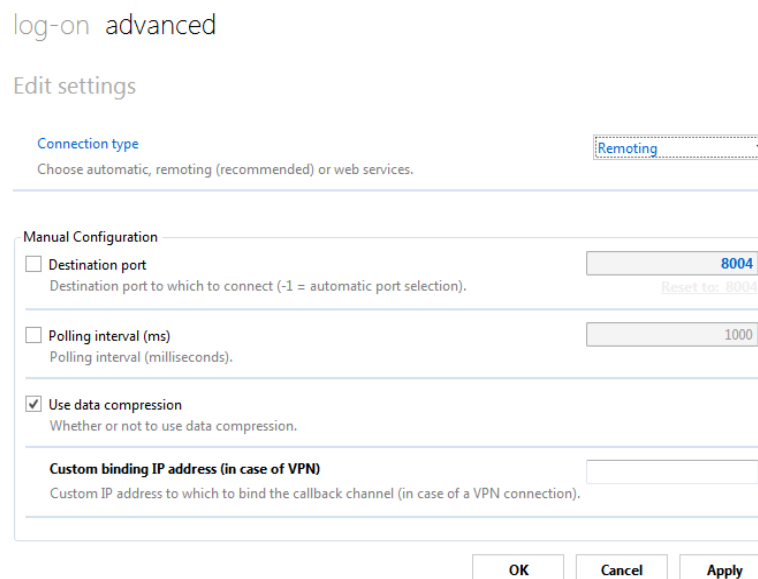 log-on advanced
Edit settings
Connection type
Remoting
Choose automatic, remoting (recommended) or web services.
Manual Configuration
Destination port
8004
Destination port to which to connect (-1 = automatic port selection).
Reset to: 8004
Polling interval (ms)
1000
Polling interval (milliseconds).
Use data compression
Whether or not to use data compression.
Custom binding IP address (in case of VPN)
Custom IP address to which to bind the callback channel (in case of a VPN connection).
OK Cancel Apply